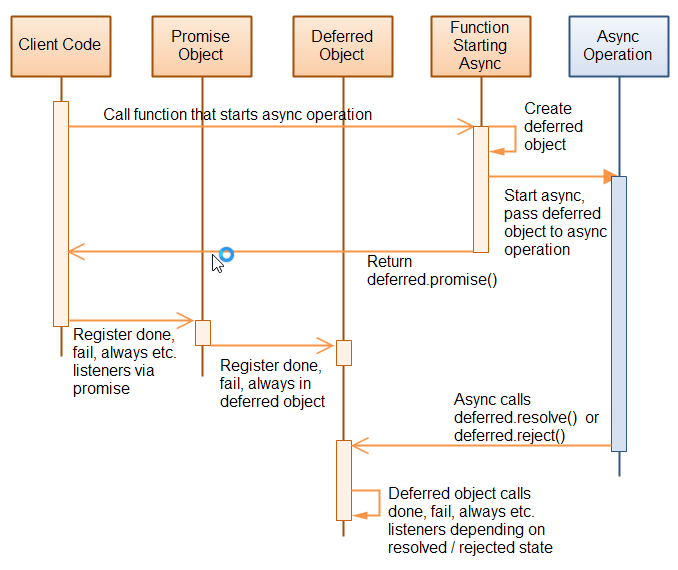 Client Code
Promise
Object
Deferred
Object
Function
Starting
Async
Async
Operation
Call function that starts async operation
Create
deferred
object
Start async,
pass deferred
object to async
operation
Return
deferred.promise()
Register done,
fail, always etc.
listeners via
promise
Register done,
fail, always in
deferred object
Async calls
deferred.resolve() or
deferred.reject()
Deferred object calls
done, fail, always etc.
listeners depending on
resolved / rejected state